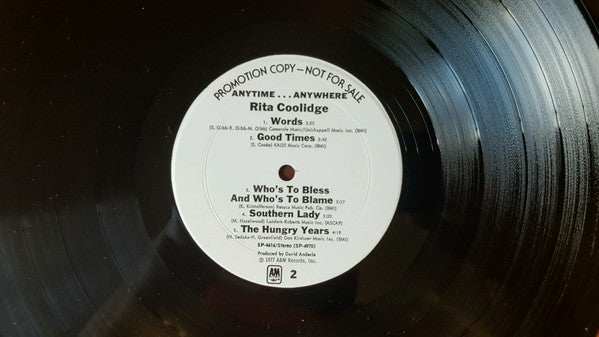 PROMOTION COPY—NOT FOR SALE
ANYTIME...ANYWHERE
Rita Coolidge
1. Words 3:25
(B. Gibb-R. Gibb-M. Gibb) Casserole Music/Unichappell Music Inc. (BMI)
2. Good Times 2:42
(S. Cooke) KAGS Music Corp. (BMI)
3. Who's To Bless
And Who's To Blame 3:37
(K. Kristofferson) Resaca Music Pub. Co. (BMI)
4. Southern Lady 3:20
(M. Hazelwood) Landers-Roberts Music Inc. (ASCAP)
5. The Hungry Years 4:18
(N. Sedaka-H. Greenfield) Don Kirshner Music Inc. (BMI)
SP-4616/Stereo (SP-4970)
Produced by David Anderle
℗ 1977 A&M Records, Inc.
A&M
2